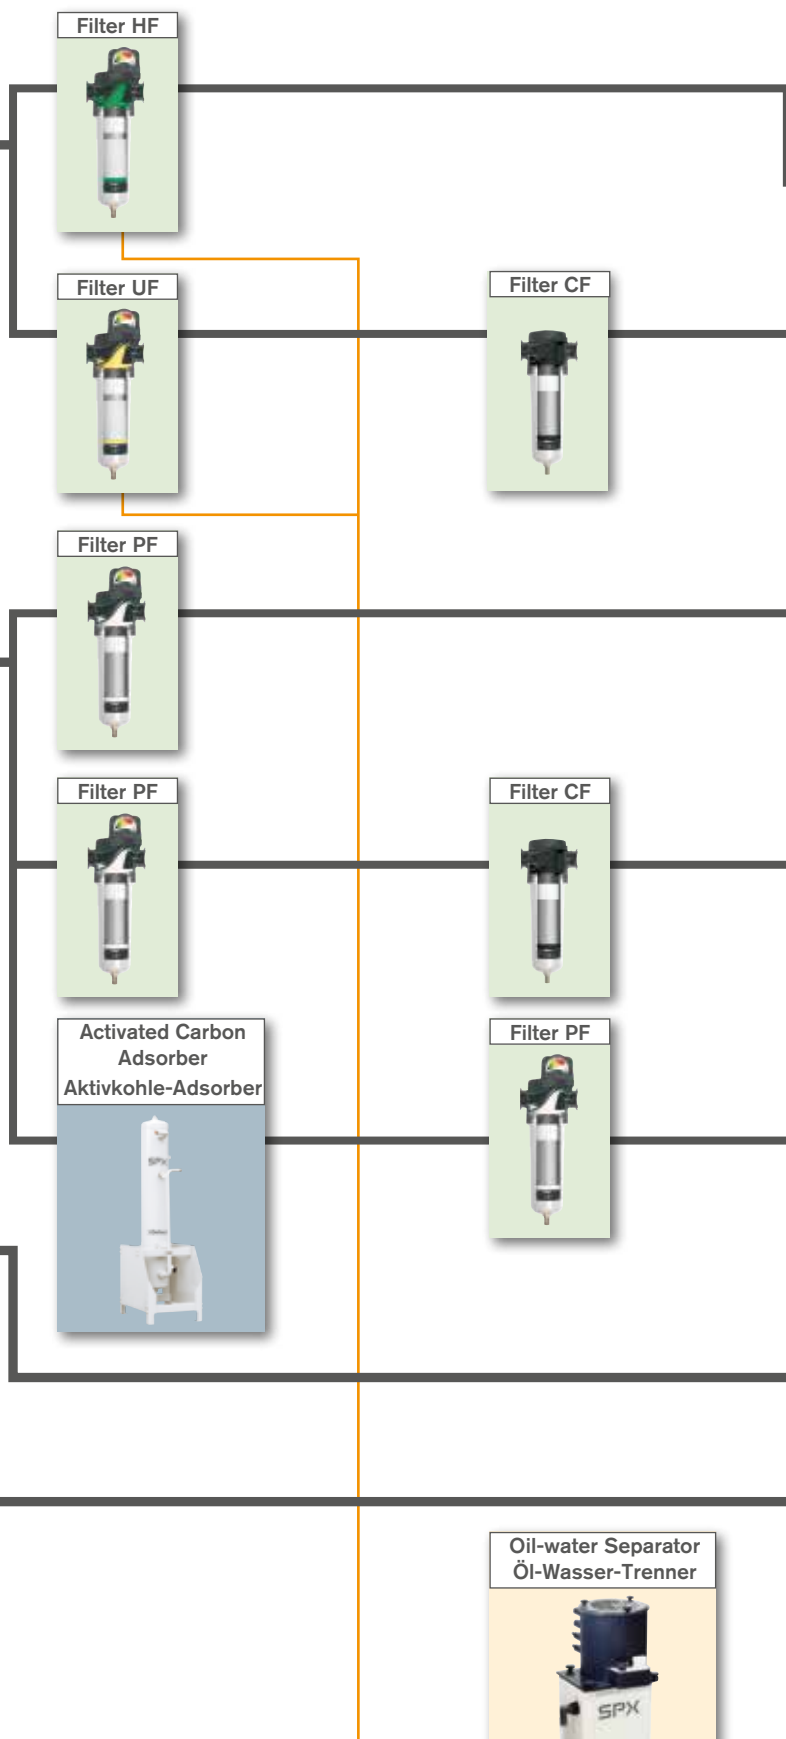 Filter HF
Filter UF
Filter CF
Filter PF
Filter PF
Filter CF
Activated Carbon
Adsorber
Aktivkohle-Adsorber
SPX
Filter PF
Oil-water Separator
Öl-Wasser-Trenner
SPX